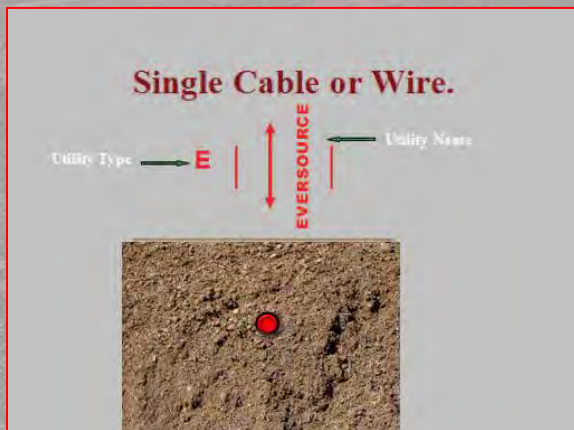 Single Cable or Wire.
Utility Type
E
EVERSOURCE
Utility Name